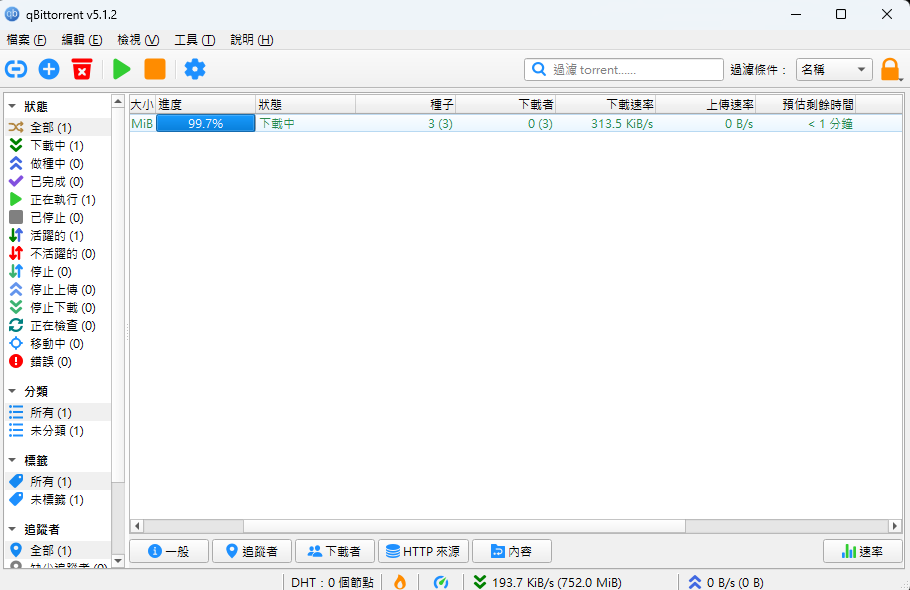 qBittorrent v5.1.2
檔案 (F) 編輯 (E) 檢視 (V) 工具 (T) 說明 (H)
過濾 torrent...... 過濾條件： 名稱
狀態
全部 (1)
下載中 (1)
做種中 (0)
已完成 (0)
正在執行 (1)
已停止 (0)
活躍的 (1)
不活躍的 (0)
停止 (0)
停止上傳 (0)
停止下載 (0)
正在檢查 (0)
移動中 (0)
錯誤 (0)
分類
所有 (1)
未分類 (1)
標籤
所有 (1)
未標籤 (1)
追蹤者
全部 (1)
缺少追蹤者 (0)
大小 進度 狀態 種子 下載者 下載速率 上傳速率 預估剩餘時間
MiB 99.7% 下載中 3 (3) 0 (3) 313.5 KiB/s 0 B/s < 1 分鐘
一般 追蹤者 下載者 HTTP 來源 內容 速率
DHT：0 個節點 193.7 KiB/s (752.0 MiB) 0 B/s (0 B)